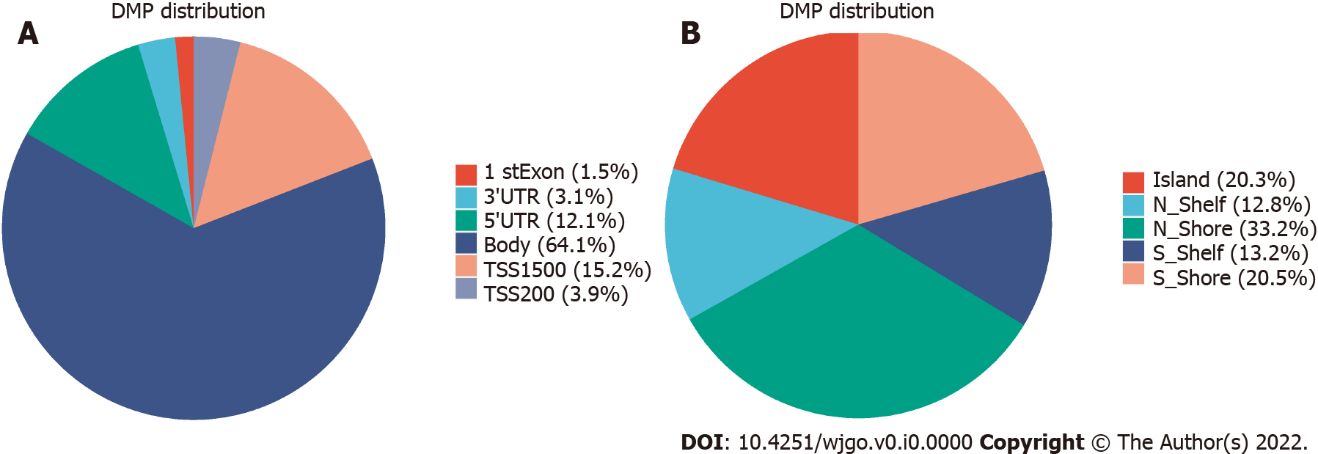 DMP distribution
A
1 stExon (1.5%)
3'UTR (3.1%)
5'UTR (12.1%)
Body (64.1%)
TSS1500 (15.2%)
TSS200 (3.9%)
DMP distribution
B
Island (20.3%)
N_Shelf (12.8%)
N_Shore (33.2%)
S_Shelf (13.2%)
S_Shore (20.5%)
DOI: 10.4251/wjgo.v0.i0.0000 Copyright © The Author(s) 2022.